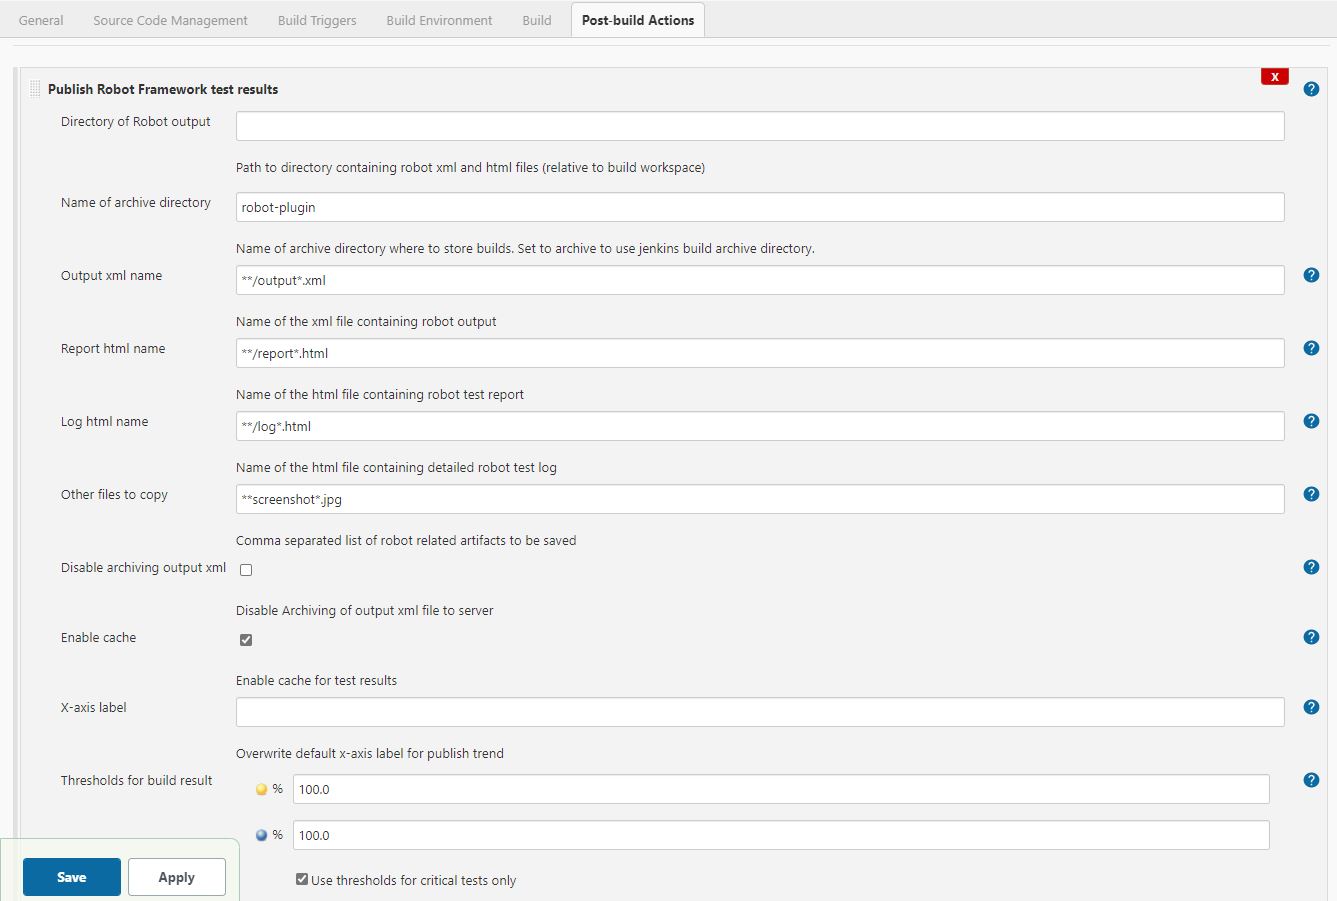 General Source Code Management Build Triggers Build Environment Build Post-build Actions
X
Publish Robot Framework test results ?
Directory of Robot output
Path to directory containing robot xml and html files (relative to build workspace)
Name of archive directory robot-plugin
Name of archive directory where to store builds. Set to archive to use jenkins build archive directory.
Output xml name **/output*.xml ?
Name of the xml file containing robot output
Report html name **/report*.html ?
Name of the html file containing robot test report
Log html name **/log*.html ?
Name of the html file containing detailed robot test log
Other files to copy **screenshot*.jpg ?
Comma separated list of robot related artifacts to be saved
Disable archiving output xml ?
Disable Archiving of output xml file to server
Enable cache ?
Enable cache for test results
X-axis label ?
Overwrite default x-axis label for publish trend
Thresholds for build result % 100.0 ?
% 100.0
Save Apply
Use thresholds for critical tests only